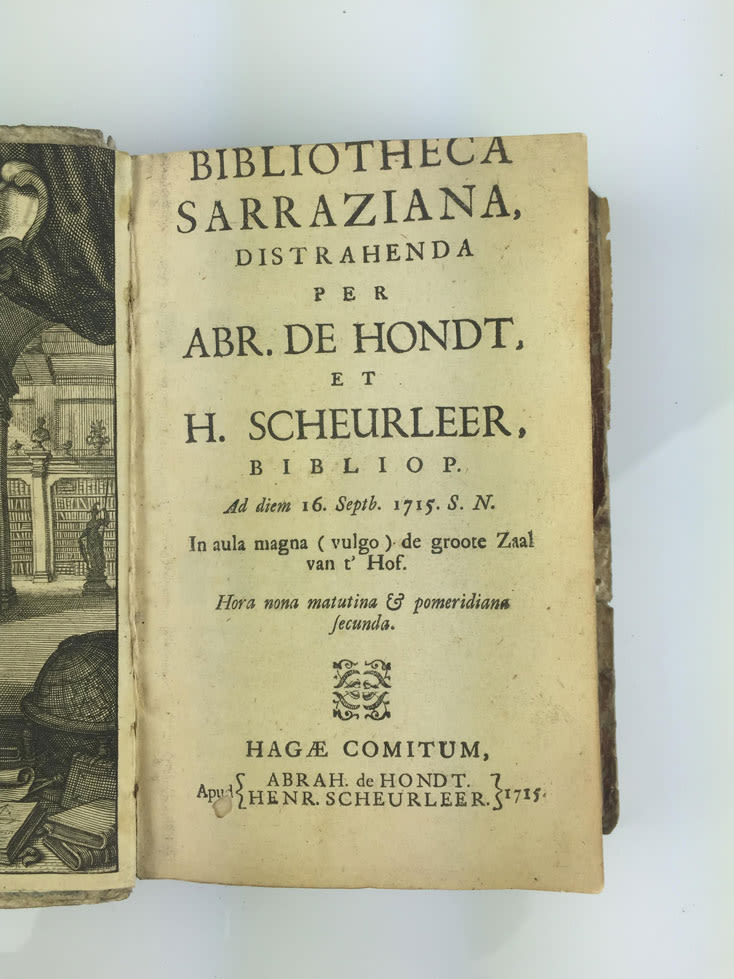 BIBLIOTHECA
SARRAZIANA,
DISTRAHENDA
PER
ABR. DE HONDT,
ET
H. SCHEURLEER,
BIBLIOP.
Ad diem 16. Septb. 1715. S. N.
In aula magna (vulgo) de groote Zaal
van t' Hof.
Hora nona matutina & pomeridiana
ſecunda.
HAGÆ COMITUM,
Apud { ABRAH. de HONDT.
HENR. SCHEURLEER. } 1715.